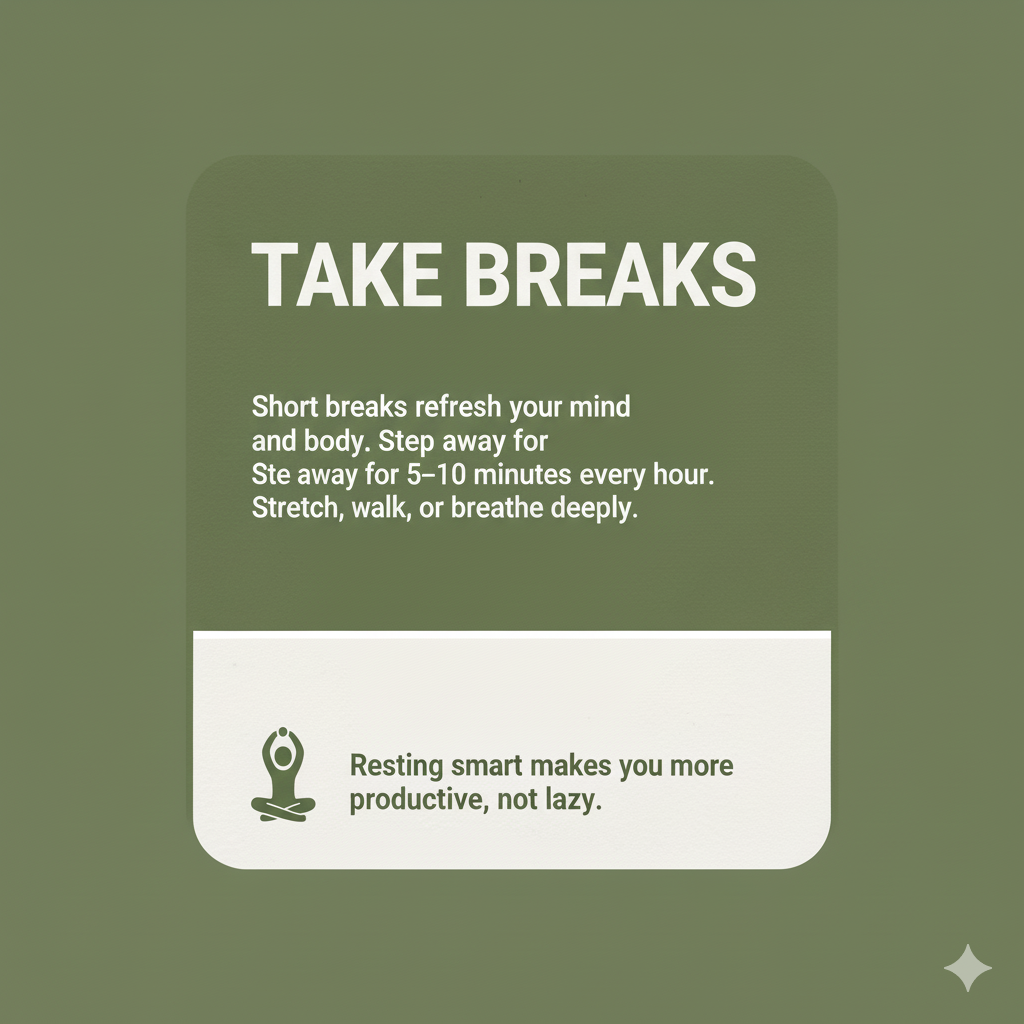 TAKE BREAKS
Short breaks refresh your mind
and body. Step away for
Ste away for 5–10 minutes every hour.
Stretch, walk, or breathe deeply.
Resting smart makes you more
productive, not lazy.